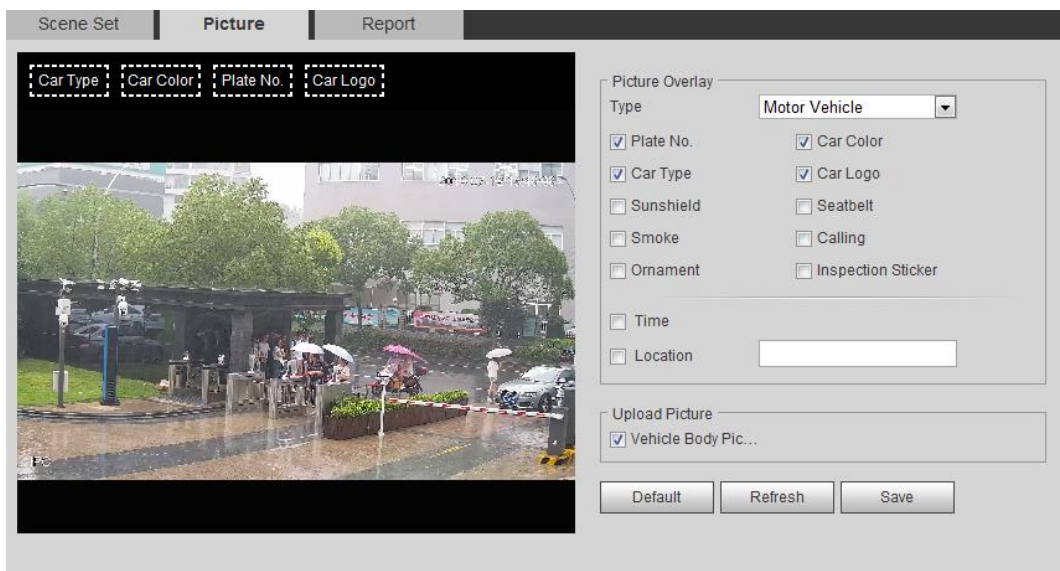 Scene Set Picture Report
Car Type Car Color Plate No. Car Logo
Picture Overlay
Type Motor Vehicle
Plate No. Car Color
Car Type Car Logo
Sunshield Seatbelt
Smoke Calling
Ornament Inspection Sticker
Time
Location
Upload Picture
Vehicle Body Pic...
Default Refresh Save